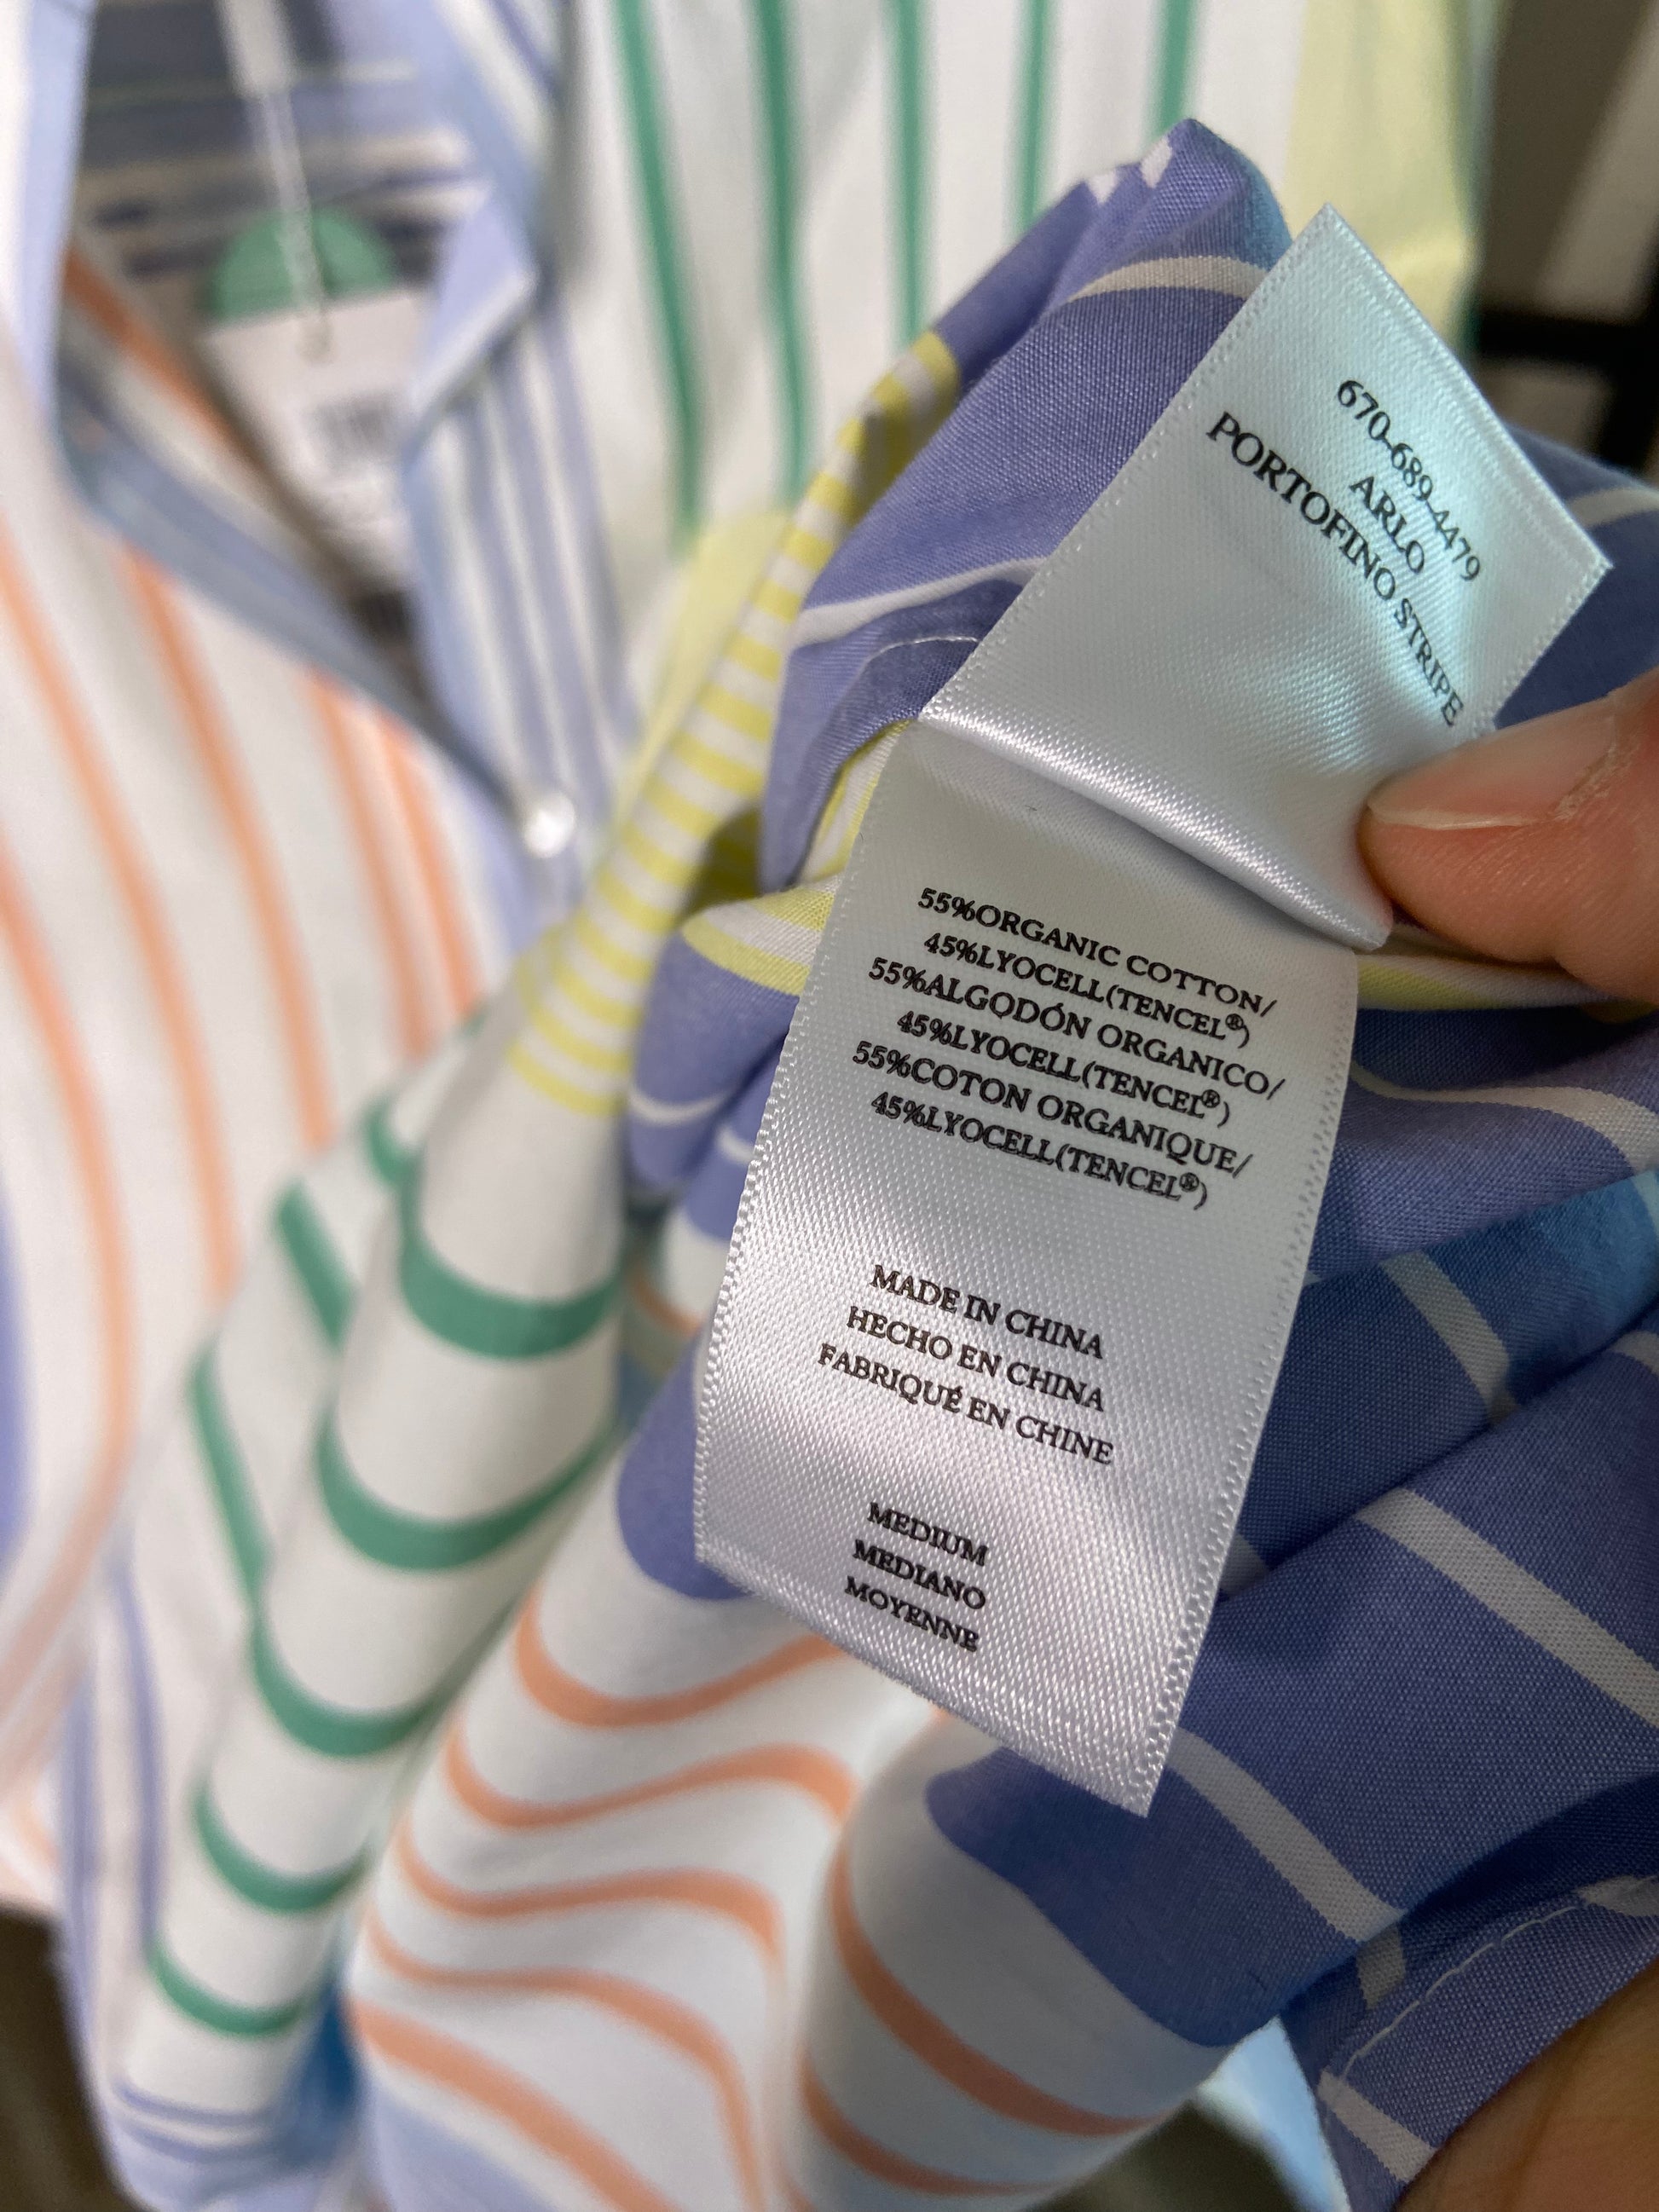 670-689-4479
ARLO
PORTOFINO STRIPE
55%ORGANIC COTTON/
45%LYOCELL(TENCEL®)
55%ALGODÓN ORGANICO/
45%LYOCELL(TENCEL®)
55%COTON ORGANIQUE/
45%LYOCELL(TENCEL®)
MADE IN CHINA
HECHO EN CHINA
FABRIQUÉ EN CHINE
MEDIUM
MEDIANO
MOYENNE